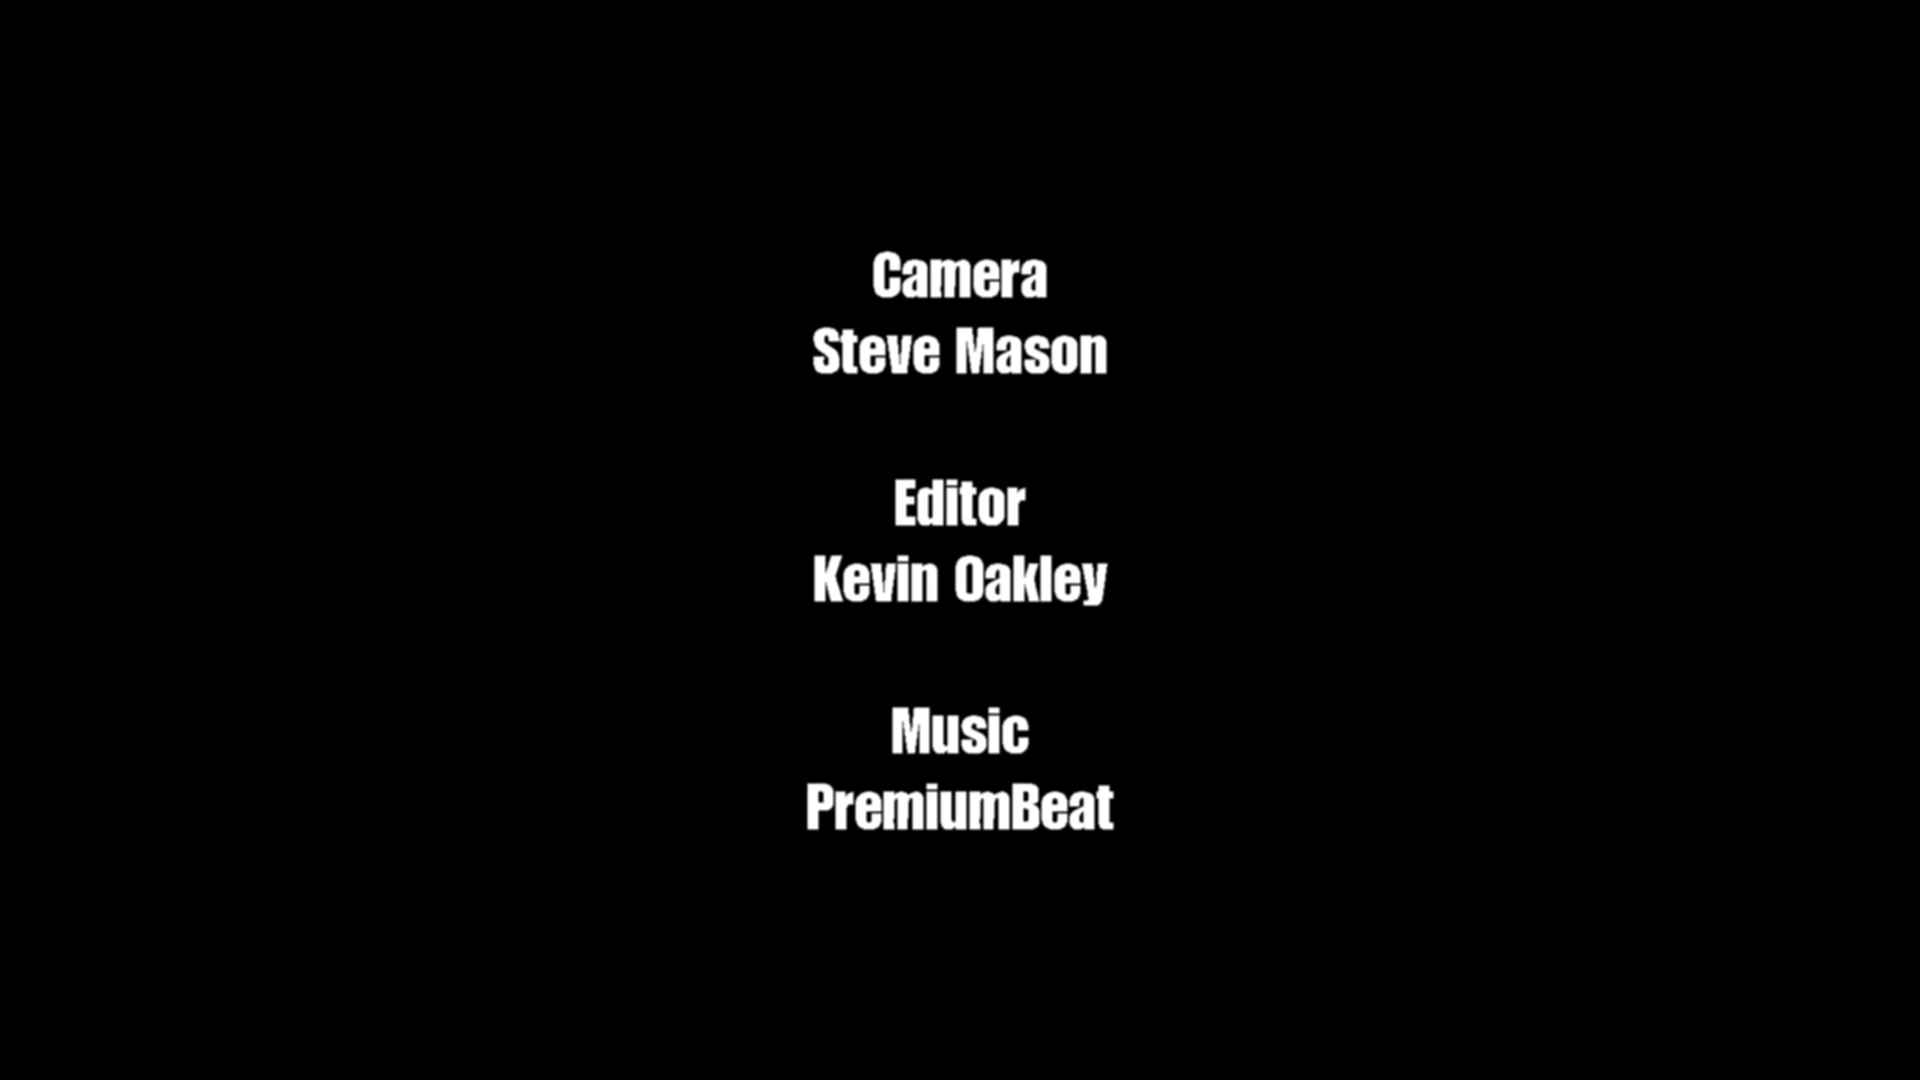 Camera
Steve Mason
Editor
Kevin Oakley
Music
PremiumBeat